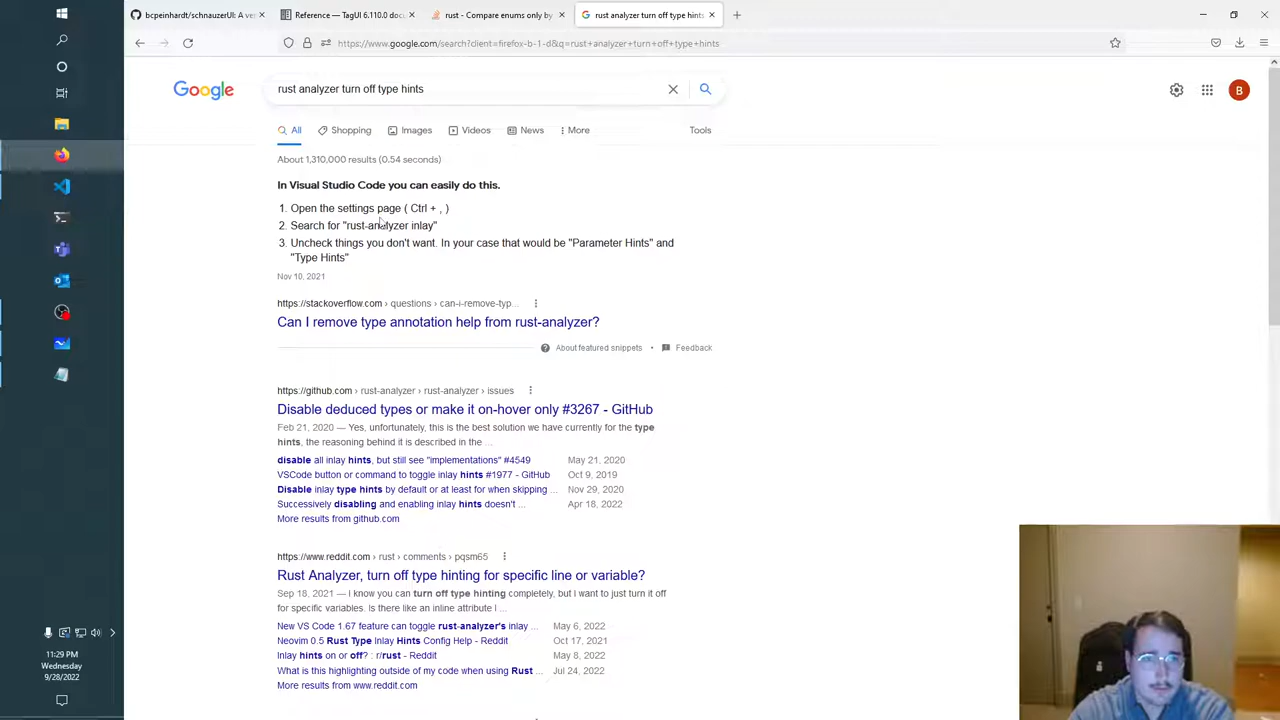 bcpeinhardt/schnauzerUI: A ve
Reference — TagUI 6.110.0 doc
rust - Compare enums only by
rust analyzer turn off type hints
https://www.google.com/search?client=firefox-b-1-d&q=rust+analyzer+turn+off+type+hints
Google
rust analyzer turn off type hints
B
All
Shopping
Images
Videos
News
More
Tools
About 1,310,000 results (0.54 seconds)
In Visual Studio Code you can easily do this.
1. Open the settings page ( Ctrl + , )
2. Search for "rust-analyzer inlay"
3. Uncheck things you don't want. In your case that would be "Parameter Hints" and
"Type Hints"
Nov 10, 2021
https://stackoverflow.com › questions › can-i-remove-typ...
Can I remove type annotation help from rust-analyzer?
About featured snippets • Feedback
https://github.com › rust-analyzer › rust-analyzer › issues
Disable deduced types or make it on-hover only #3267 - GitHub
Feb 21, 2020 — Yes, unfortunately, this is the best solution we have currently for the type
hints, the reasoning behind it is described in the ...
disable all inlay hints, but still see "implementations" #4549 May 21, 2020
VSCode button or command to toggle inlay hints #1977 - GitHub Oct 9, 2019
Disable inlay type hints by default or at least for when skipping ... Nov 29, 2020
Successively disabling and enabling inlay hints doesn't ... Apr 18, 2022
More results from github.com
https://www.reddit.com › rust › comments › pqsm65
Rust Analyzer, turn off type hinting for specific line or variable?
Sep 18, 2021 — I know you can turn off type hinting completely, but I want to just turn it off
for specific variables. Is there like an inline attribute I ...
New VS Code 1.67 feature can toggle rust-analyzer's inlay ... May 6, 2022
Neovim 0.5 Rust Type Inlay Hints Config Help - Reddit Oct 17, 2021
Inlay hints on or off? : r/rust - Reddit May 8, 2022
What is this highlighting outside of my code when using Rust ... Jul 24, 2022
More results from www.reddit.com
11:29 PM
Wednesday
9/28/2022